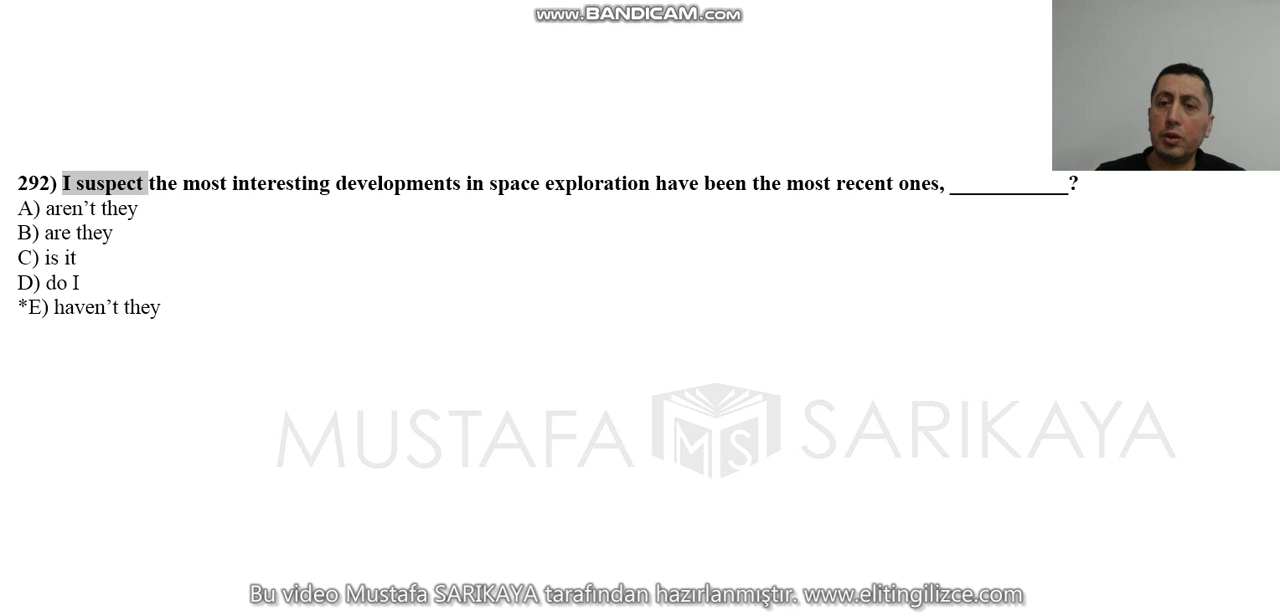 www.BANDICAM.com
292) I suspect the most interesting developments in space exploration have been the most recent ones, ___________?
A) aren’t they
B) are they
C) is it
D) do I
*E) haven’t they
MUSTAFA MS SARIKAYA
Bu video Mustafa SARIKAYA tarafından hazırlanmıştır. www.elitingilizce.com